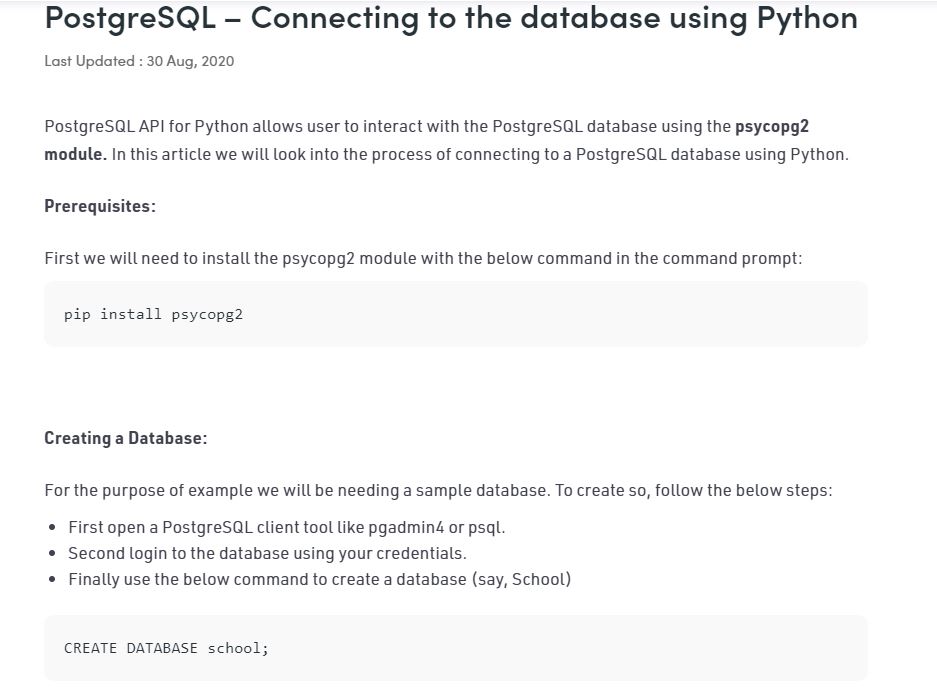 PostgreSQL – Connecting to the database using Python
Last Updated : 30 Aug, 2020
PostgreSQL API for Python allows user to interact with the PostgreSQL database using the psycopg2
module. In this article we will look into the process of connecting to a PostgreSQL database using Python.
Prerequisites:
First we will need to install the psycopg2 module with the below command in the command prompt:
pip install psycopg2
Creating a Database:
For the purpose of example we will be needing a sample database. To create so, follow the below steps:
• First open a PostgreSQL client tool like pgadmin4 or psql.
• Second login to the database using your credentials.
• Finally use the below command to create a database (say, School)
CREATE DATABASE school;